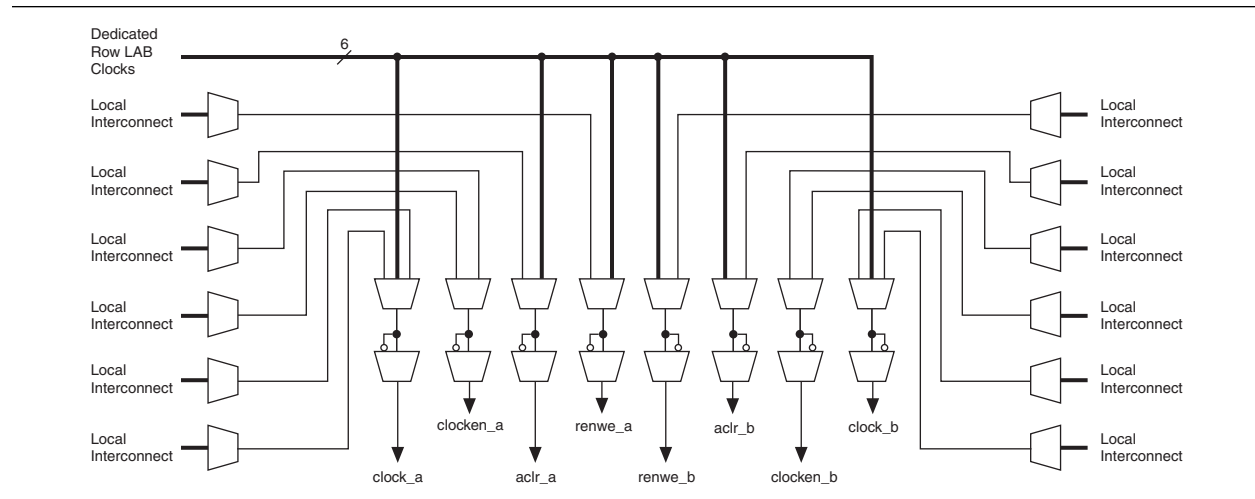 Dedicated
Row LAB
Clocks
6
Local
Interconnect
Local
Interconnect
Local
Interconnect
Local
Interconnect
Local
Interconnect
Local
Interconnect
Local
Interconnect
Local
Interconnect
Local
Interconnect
Local
Interconnect
Local
Interconnect
Local
Interconnect
clocken_a
renwe_a
aclr_b
clock_b
clock_a
aclr_a
renwe_b
clocken_b